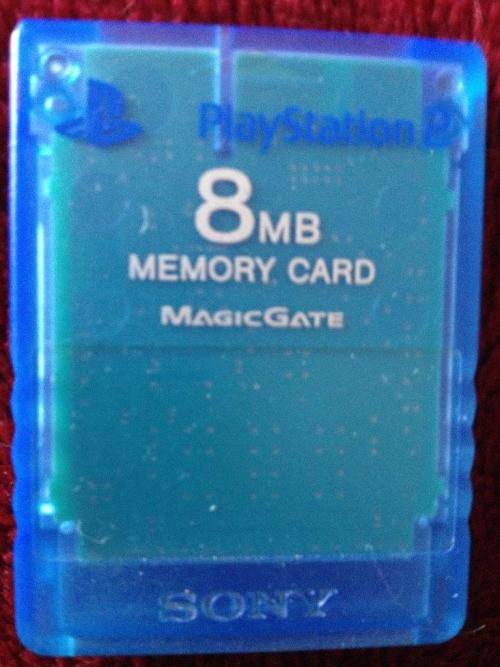 PlayStation 2
8MB
MEMORY CARD
MAGICGATE
SONY